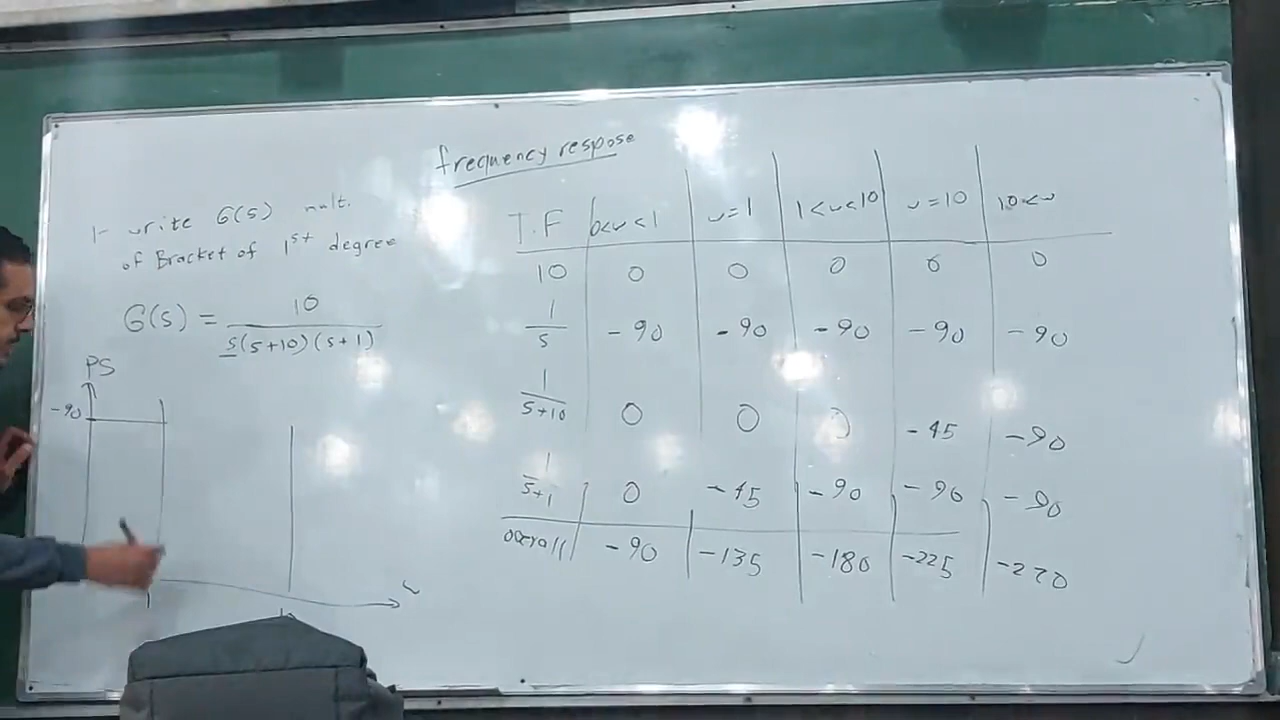 frequency respose
1- write G(s) mult.
of Bracket of 1st degree
G(s) = 10 / s(s+10)(s+1)
PS
-90
1
10
T.F | 0<w<1 | w=1 | 1<w<10 | w=10 | 10<w
10 | 0 | 0 | 0 | 0 | 0
1/s | -90 | -90 | -90 | -90 | -90
1/s+10 | 0 | 0 | 0 | -45 | -90
1/s+1 | 0 | -45 | -90 | -90 | -90
overall | -90 | -135 | -180 | -225 | -270